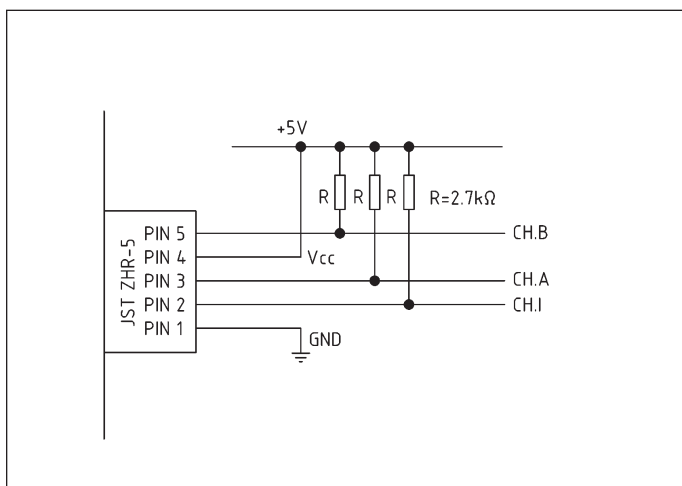 +5V
R R R R=2.7kΩ
JST ZHR-5
PIN 5 CH.B
PIN 4 Vcc
PIN 3 CH.A
PIN 2 CH.I
PIN 1 GND